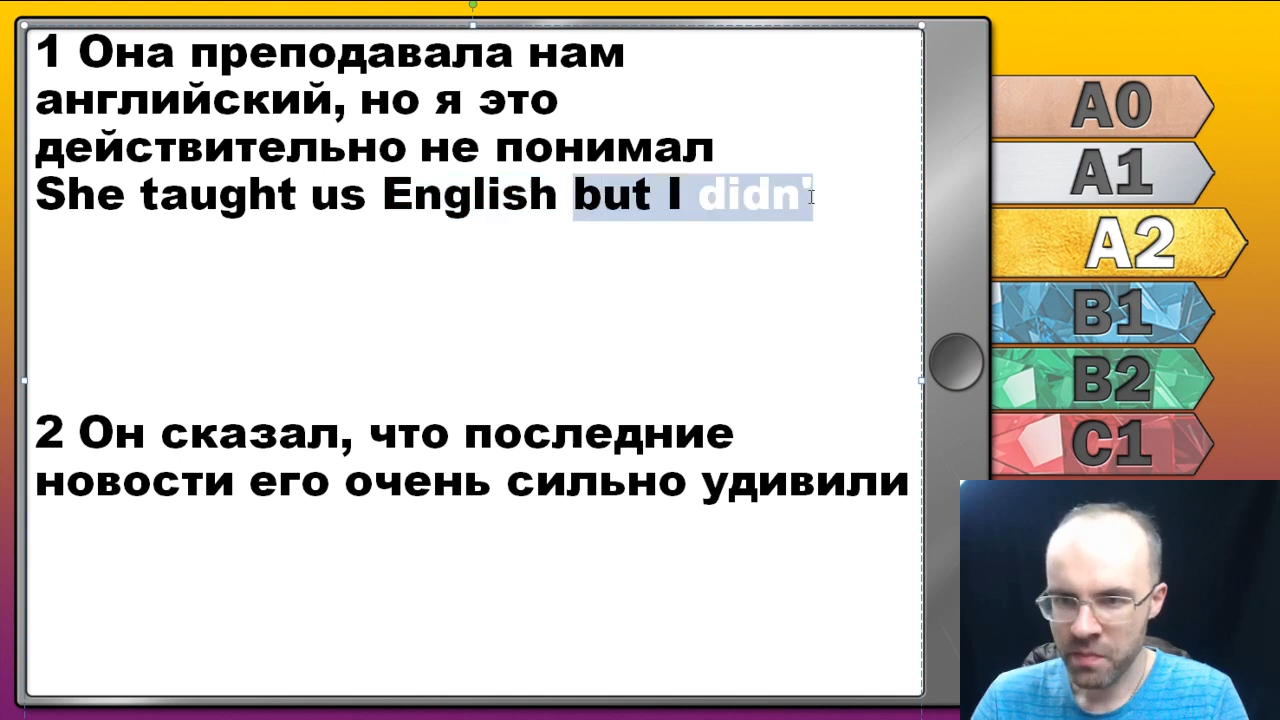 1 Она преподавала нам
английский, но я это
действительно не понимал
She taught us English but I didn'
2 Он сказал, что последние
новости его очень сильно удивили
A0
A1
A2
B1
B2
C1